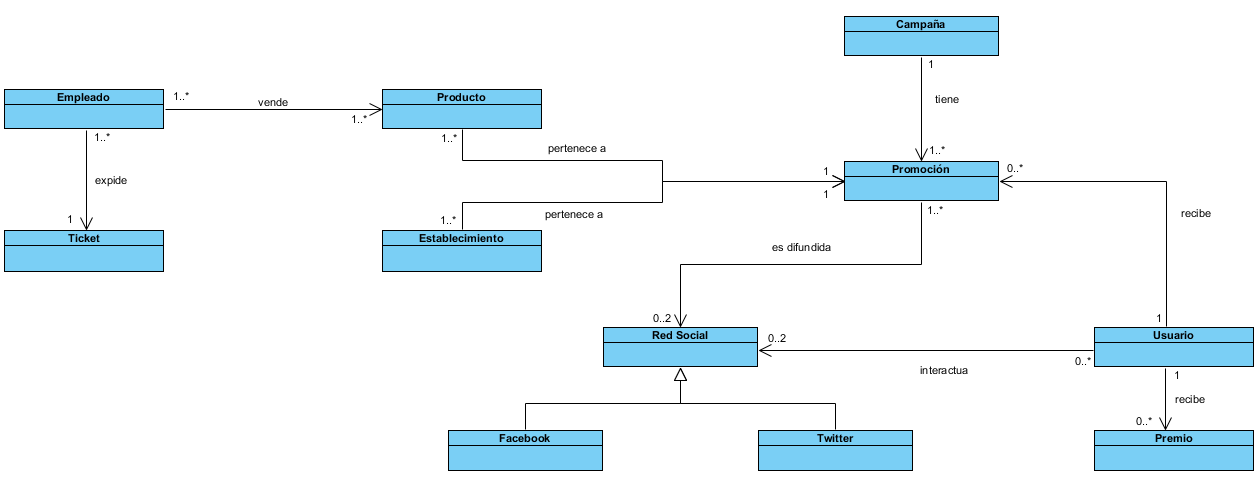 Campaña
1
tiene
1..*
Empleado
1..*
vende
1..*
Producto
1..*
expide
1
Ticket
1..*
pertenece a
1
1
pertenece a
1..*
Establecimiento
Promoción
0..*
recibe
1
1..*
es difundida
0..2
Red Social
0..2
interactua
0..*
Usuario
1
recibe
0..*
Facebook
Twitter
Premio